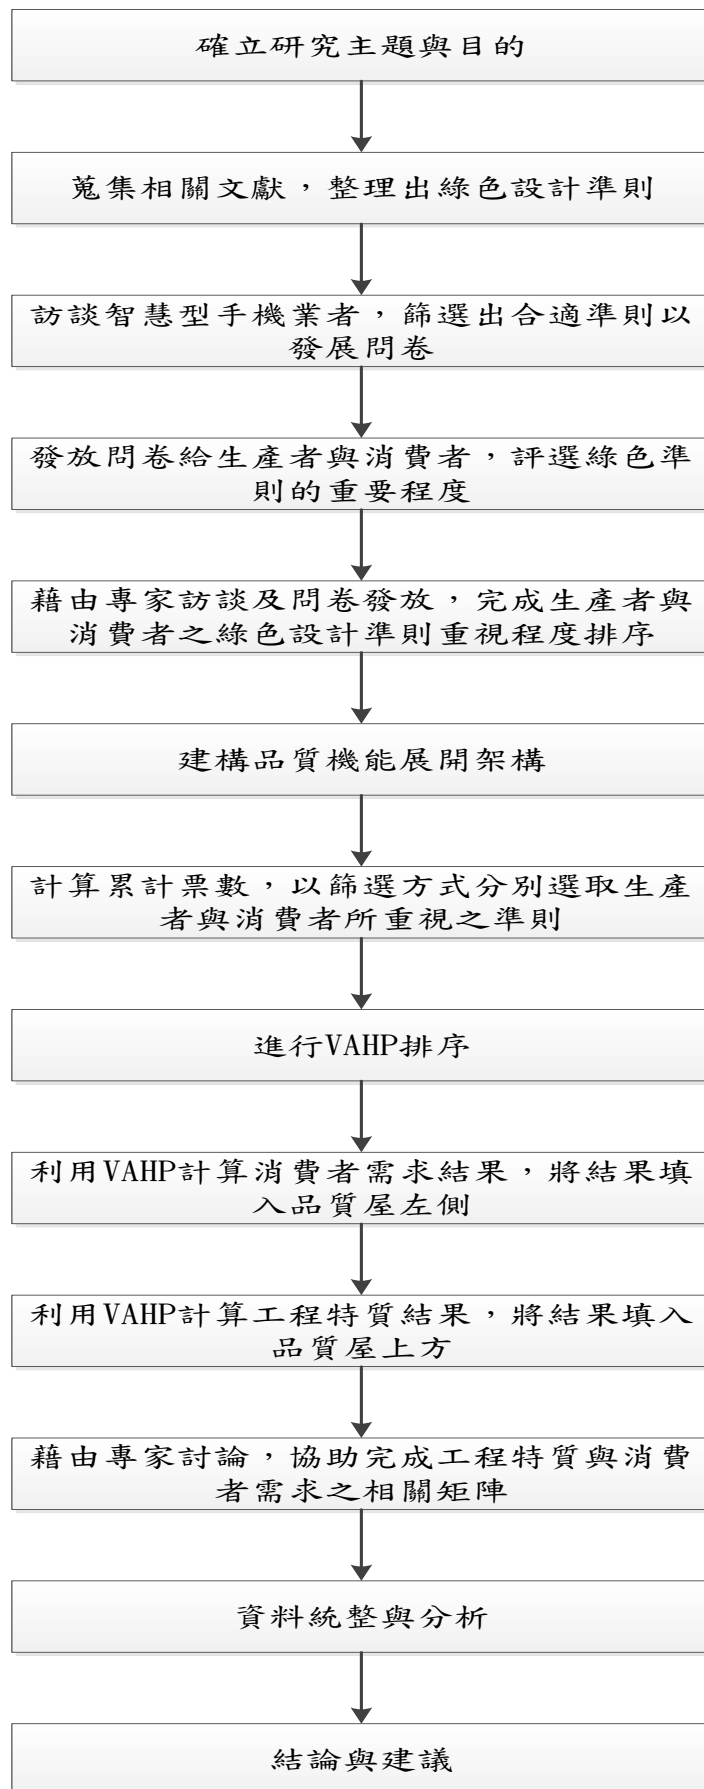 確立研究主題與目的
蒐集相關文獻，整理出綠色設計準則
訪談智慧型手機業者，篩選出合適準則以
發展問卷
發放問卷給生產者與消費者，評選綠色準
則的重要程度
藉由專家訪談及問卷發放，完成生產者與
消費者之綠色設計準則重視程度排序
建構品質機能展開架構
計算累計票數，以篩選方式分別選取生產
者與消費者所重視之準則
進行VAHP排序
利用VAHP計算消費者需求結果，將結果填
入品質屋左側
利用VAHP計算工程特質結果，將結果填入
品質屋上方
藉由專家討論，協助完成工程特質與消費
者需求之相關矩陣
資料統整與分析
結論與建議